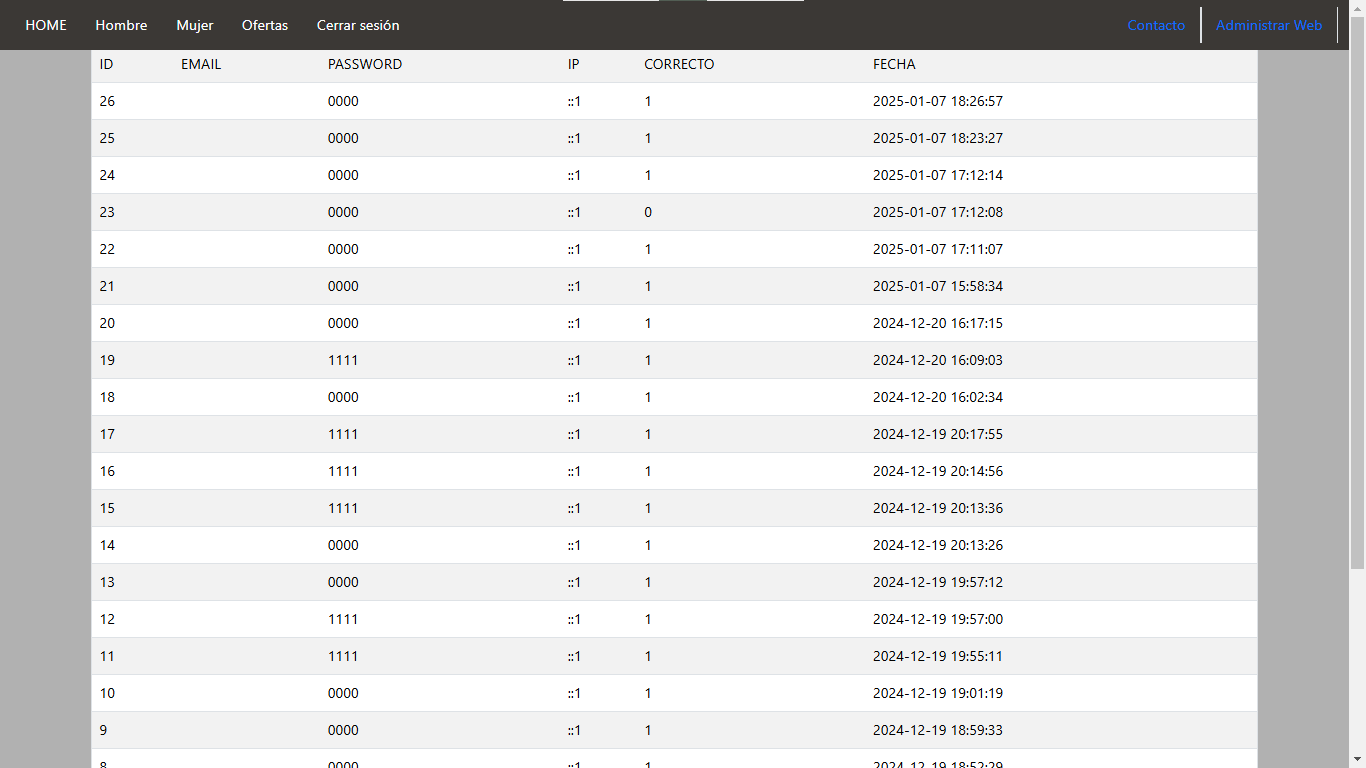 HOME Hombre Mujer Ofertas Cerrar sesión Contacto Administrar Web
ID EMAIL PASSWORD IP CORRECTO FECHA
26 0000 ::1 1 2025-01-07 18:26:57
25 0000 ::1 1 2025-01-07 18:23:27
24 0000 ::1 1 2025-01-07 17:12:14
23 0000 ::1 0 2025-01-07 17:12:08
22 0000 ::1 1 2025-01-07 17:11:07
21 0000 ::1 1 2025-01-07 15:58:34
20 0000 ::1 1 2024-12-20 16:17:15
19 1111 ::1 1 2024-12-20 16:09:03
18 0000 ::1 1 2024-12-20 16:02:34
17 1111 ::1 1 2024-12-19 20:17:55
16 1111 ::1 1 2024-12-19 20:14:56
15 1111 ::1 1 2024-12-19 20:13:36
14 0000 ::1 1 2024-12-19 20:13:26
13 0000 ::1 1 2024-12-19 19:57:12
12 1111 ::1 1 2024-12-19 19:57:00
11 1111 ::1 1 2024-12-19 19:55:11
10 0000 ::1 1 2024-12-19 19:01:19
9 0000 ::1 1 2024-12-19 18:59:33
8 0000 ::1 1 2024-12-19 18:52:29